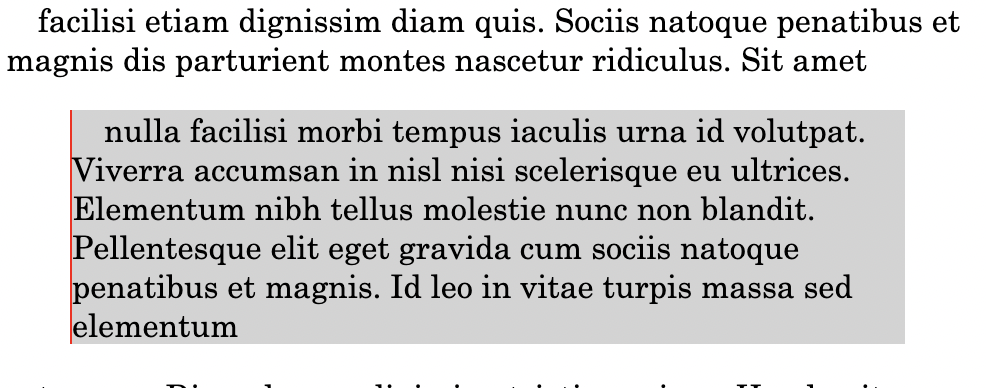 facilisi etiam dignissim diam quis. Sociis natoque penatibus et
magnis dis parturient montes nascetur ridiculus. Sit amet
nulla facilisi morbi tempus iaculis urna id volutpat.
Viverra accumsan in nisl nisi scelerisque eu ultrices.
Elementum nibh tellus molestie nunc non blandit.
Pellentesque elit eget gravida cum sociis natoque
penatibus et magnis. Id leo in vitae turpis massa sed
elementum